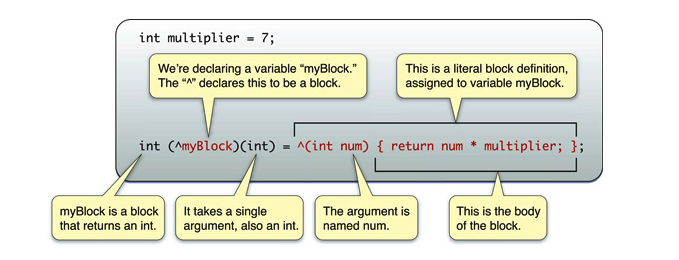 int multiplier = 7;
We’re declaring a variable “myBlock.”
The “^” declares this to be a block.
This is a literal block definition,
assigned to variable myBlock.
int (^myBlock)(int) = ^(int num) { return num * multiplier; };
myBlock is a block
that returns an int.
It takes a single
argument, also an int.
The argument is
named num.
This is the body
of the block.